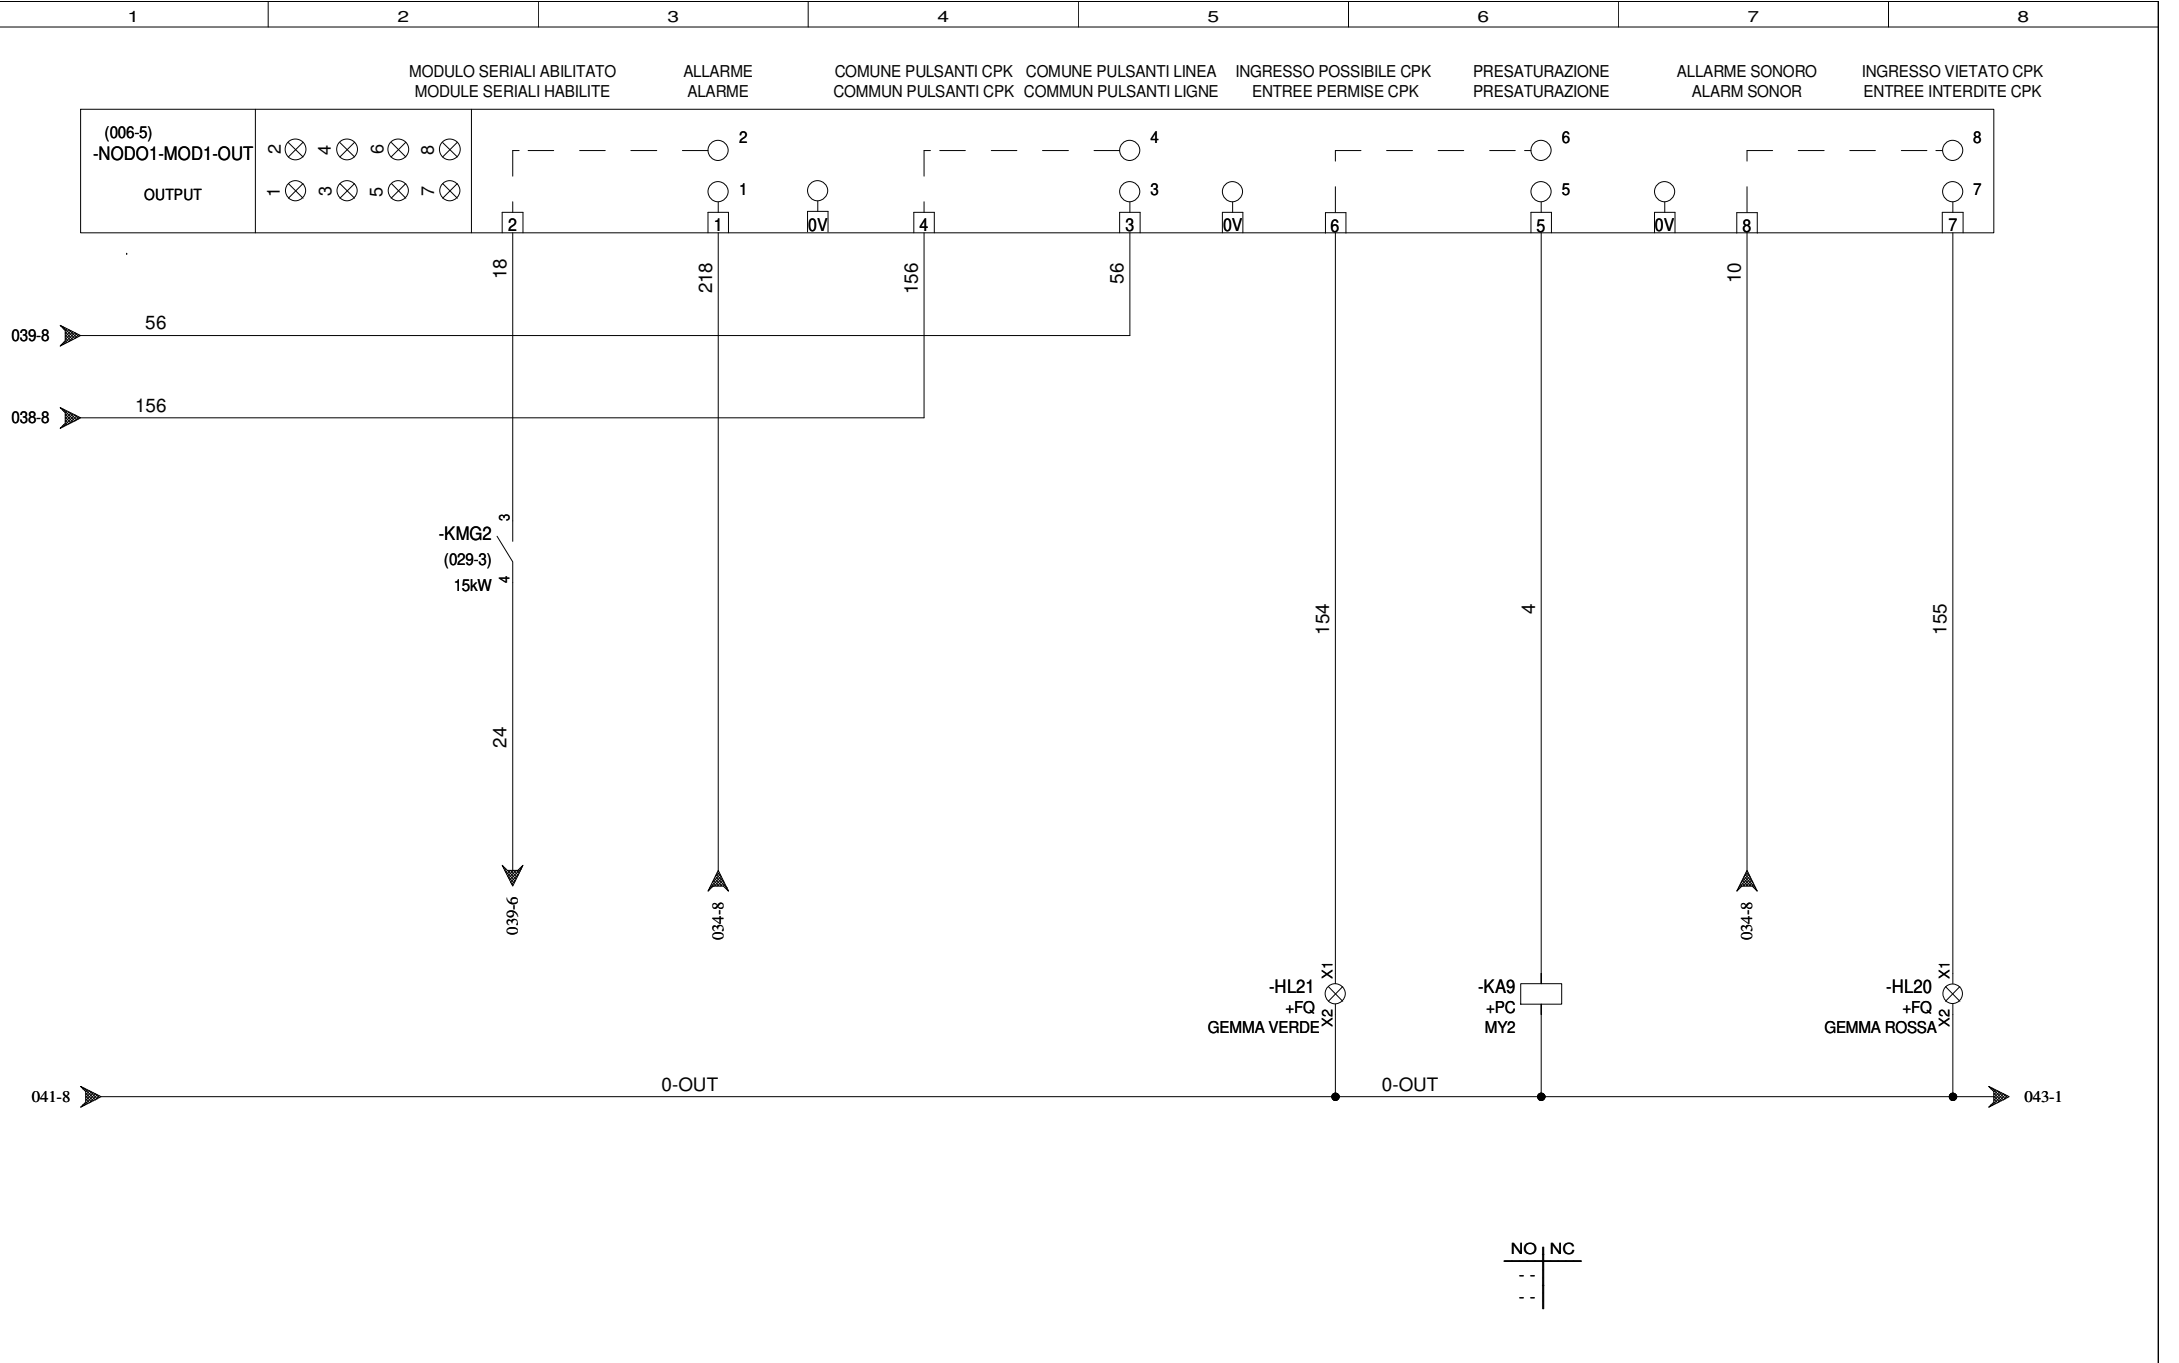 1 2 3 4 5 6 7 8
MODULO SERIALI ABILITATO
MODULE SERIALI HABILITE
ALLARME
ALARME
COMUNE PULSANTI CPK
COMMUN PULSANTI CPK
COMUNE PULSANTI LINEA
COMMUN PULSANTI LIGNE
INGRESSO POSSIBILE CPK
ENTREE PERMISE CPK
PRESATURAZIONE
PRESATURAZIONE
ALLARME SONORO
ALARM SONOR
INGRESSO VIETATO CPK
ENTREE INTERDITE CPK
(006-5)
-NODO1-MOD1-OUT
OUTPUT
2 4 6 8
1 3 5 7
2 4 6 8
1 3 5 7
2 1 0V 4 3 0V 6 5 0V 8 7
18 218 156 56 10
039-8 56
038-8 156
-KMG2 3
(029-3)
15kW 4
154 4 155
24
039-6 034-8 034-8
-HL21 X1
+FQ
GEMMA VERDE X2
-KA9
+PC
MY2
-HL20 X1
+FQ
GEMMA ROSSA X2
041-8 0-OUT 0-OUT 043-1
NO NC
- -
- -